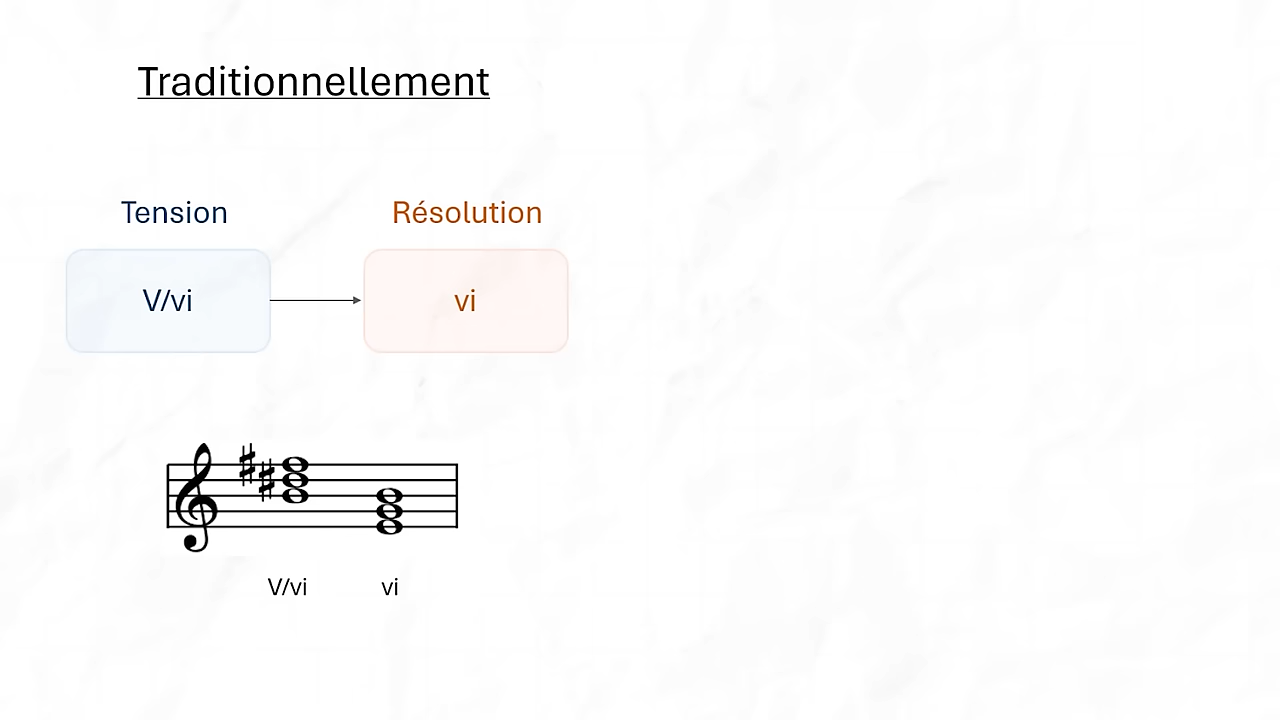 Traditionnellement
Tension
Résolution
V/vi
vi
V/vi
vi